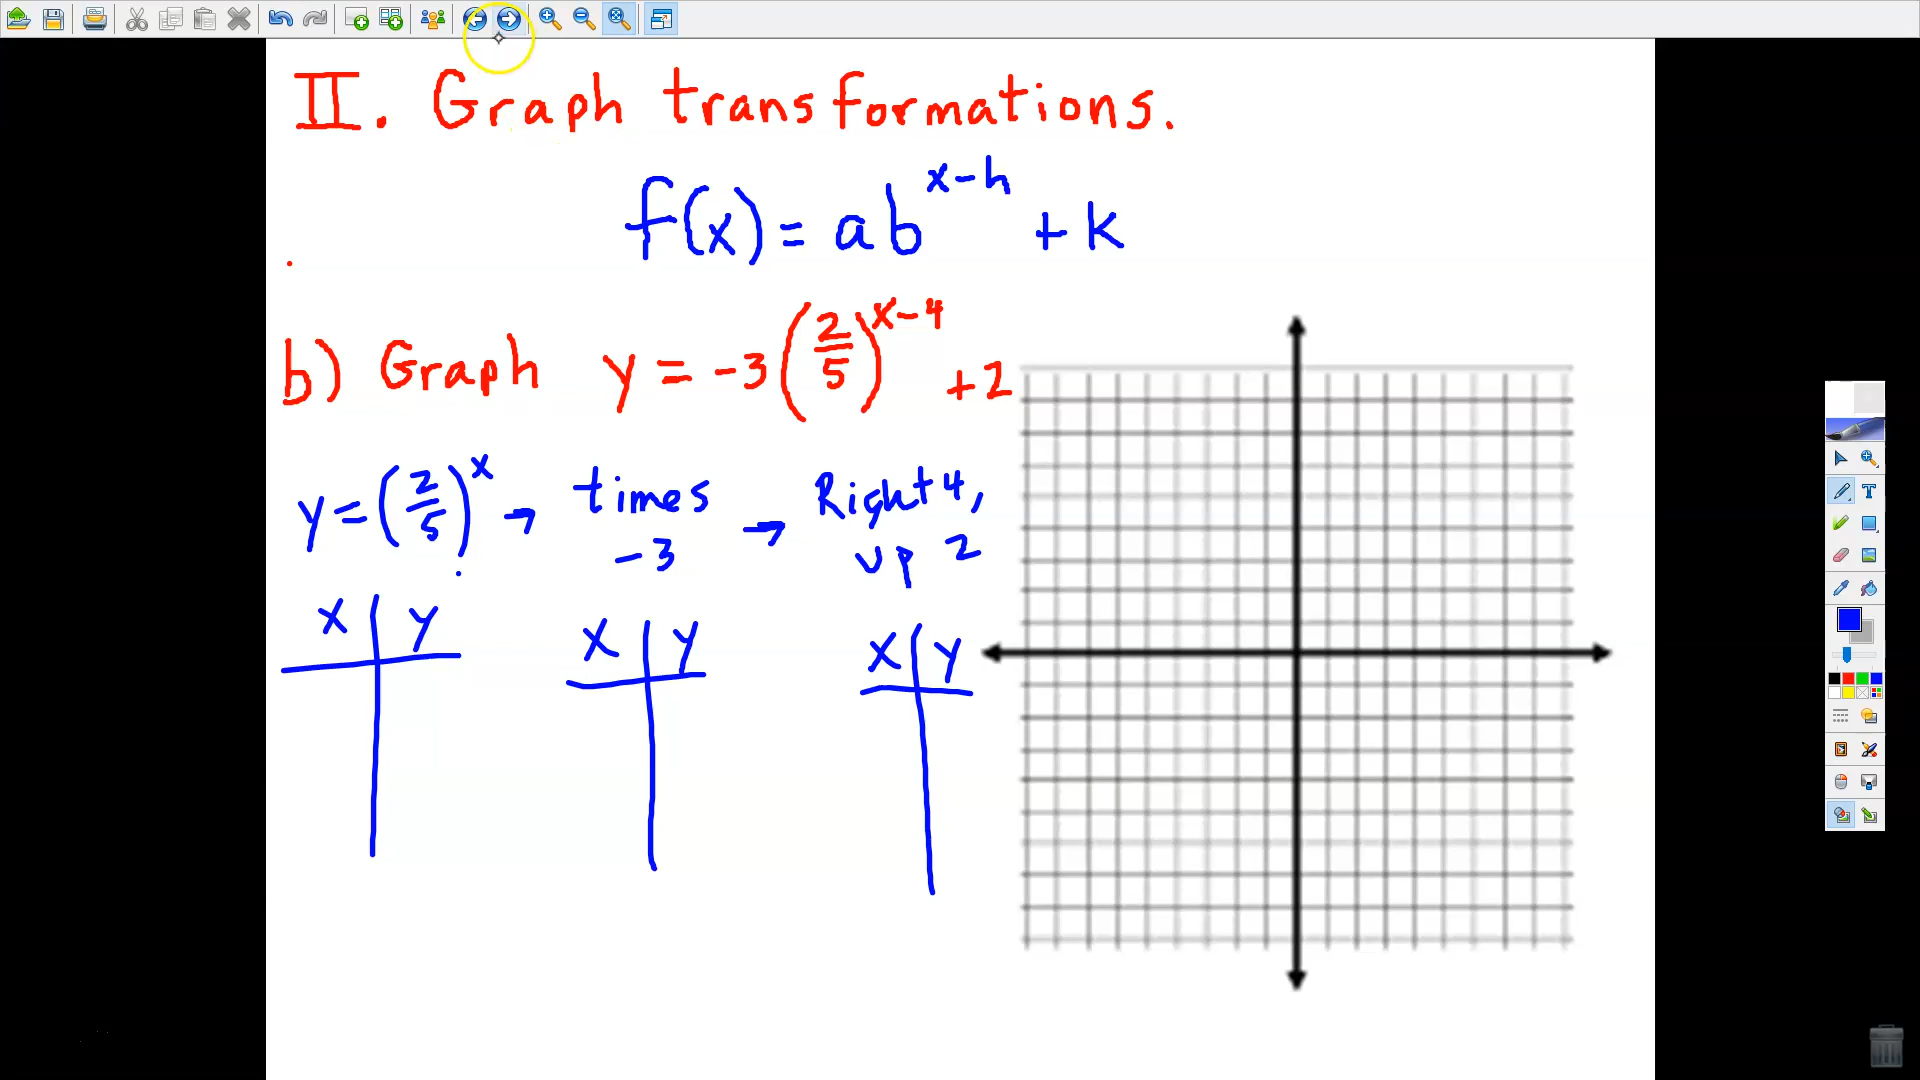 II. Graph transformations.
f(x) = ab^(x-h) + k
b) Graph y = -3(2/5)^(x-4) + 2
y = (2/5)^x → times -3 → Right 4, up 2
x y
x y
x y
T